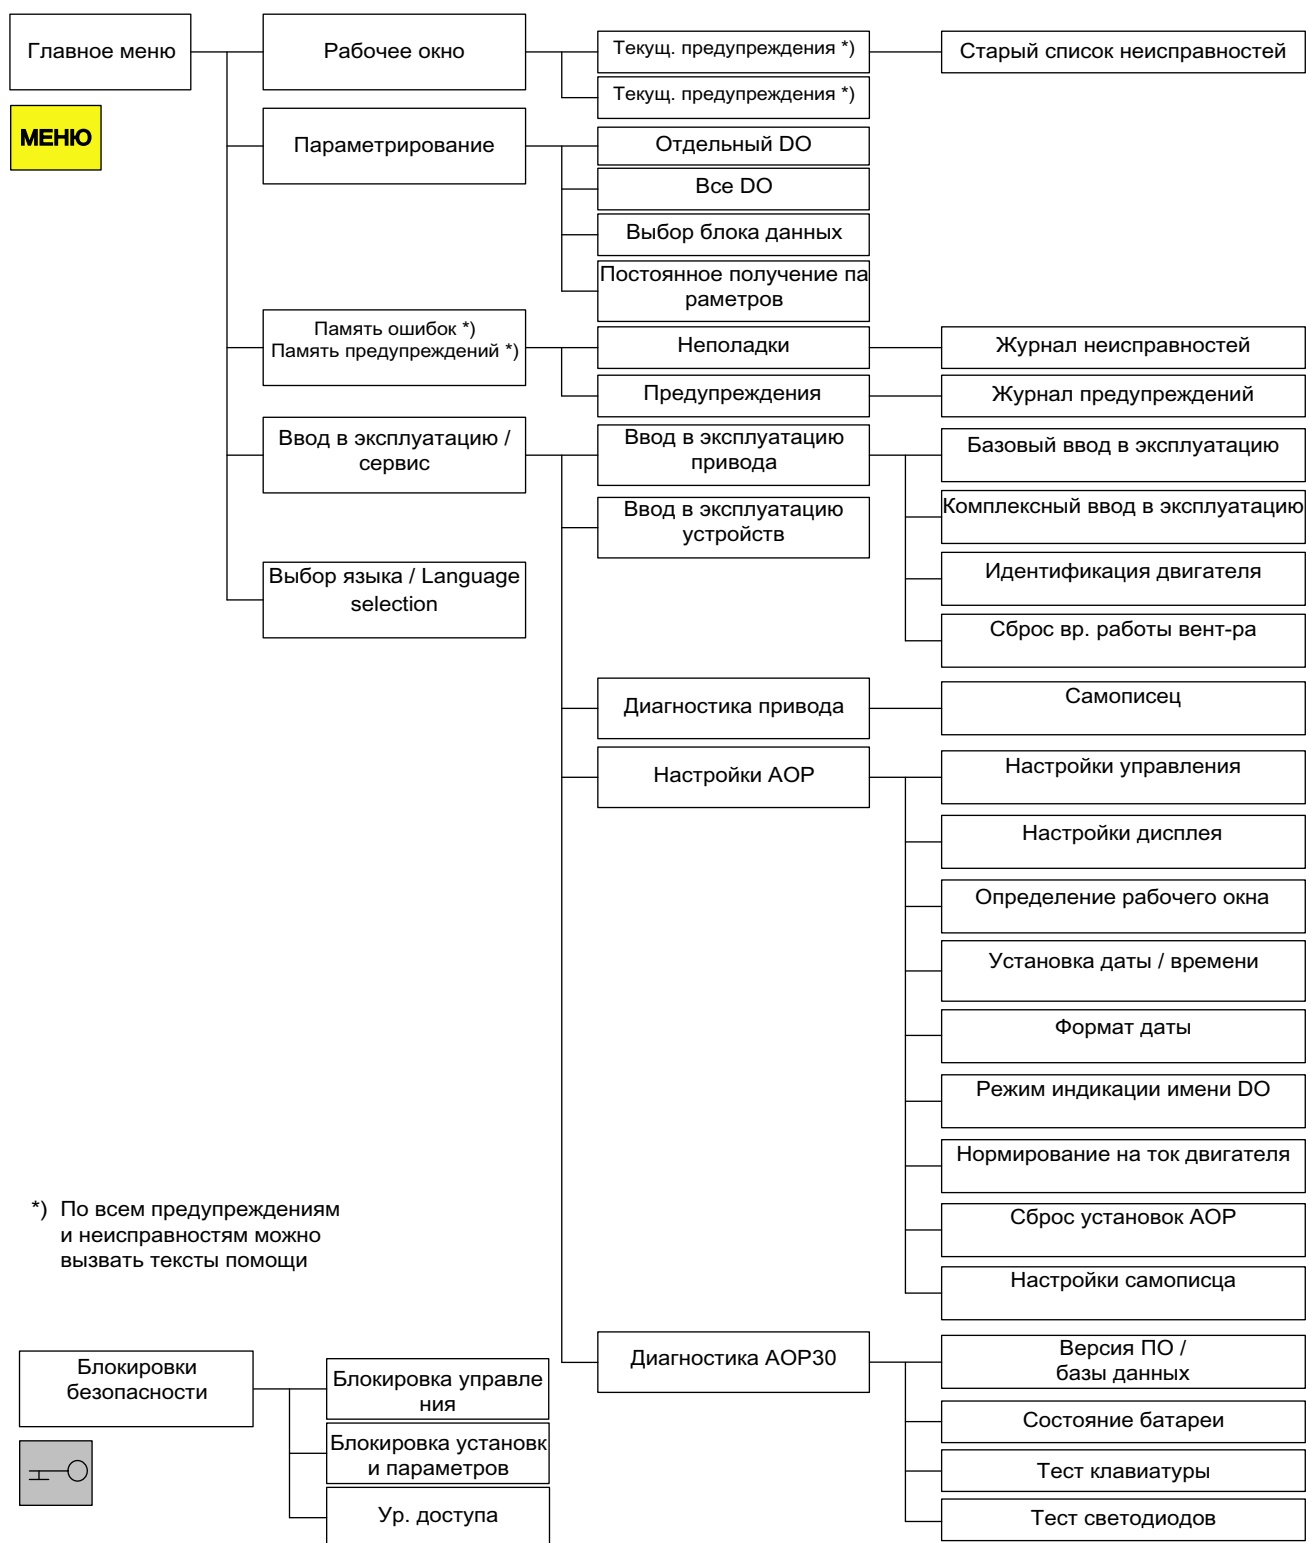 Главное меню
МЕНЮ
Рабочее окно
Текущ. предупреждения *)
Старый список неисправностей
Текущ. предупреждения *)
Параметрирование
Отдельный DO
Все DO
Выбор блока данных
Постоянное получение па
раметров
Память ошибок *)
Память предупреждений *)
Неполадки
Журнал неисправностей
Предупреждения
Журнал предупреждений
Ввод в эксплуатацию /
сервис
Ввод в эксплуатацию
привода
Базовый ввод в эксплуатацию
Комплексный ввод в эксплуатацию
Идентификация двигателя
Сброс вр. работы вент-ра
Ввод в эксплуатацию
устройств
Выбор языка / Language
selection
Диагностика привода
Самописец
Настройки AOP
Настройки управления
Настройки дисплея
Определение рабочего окна
Установка даты / времени
Формат даты
Режим индикации имени DO
Нормирование на ток двигателя
Сброс установок AOP
Настройки самописца
Диагностика AOP30
Версия ПО /
базы данных
Состояние батареи
Тест клавиатуры
Тест светодиодов
*) По всем предупреждениям
и неисправностям можно
вызвать тексты помощи
Блокировки
безопасности
Блокировка управле
ния
Блокировка установк
и параметров
Ур. доступа